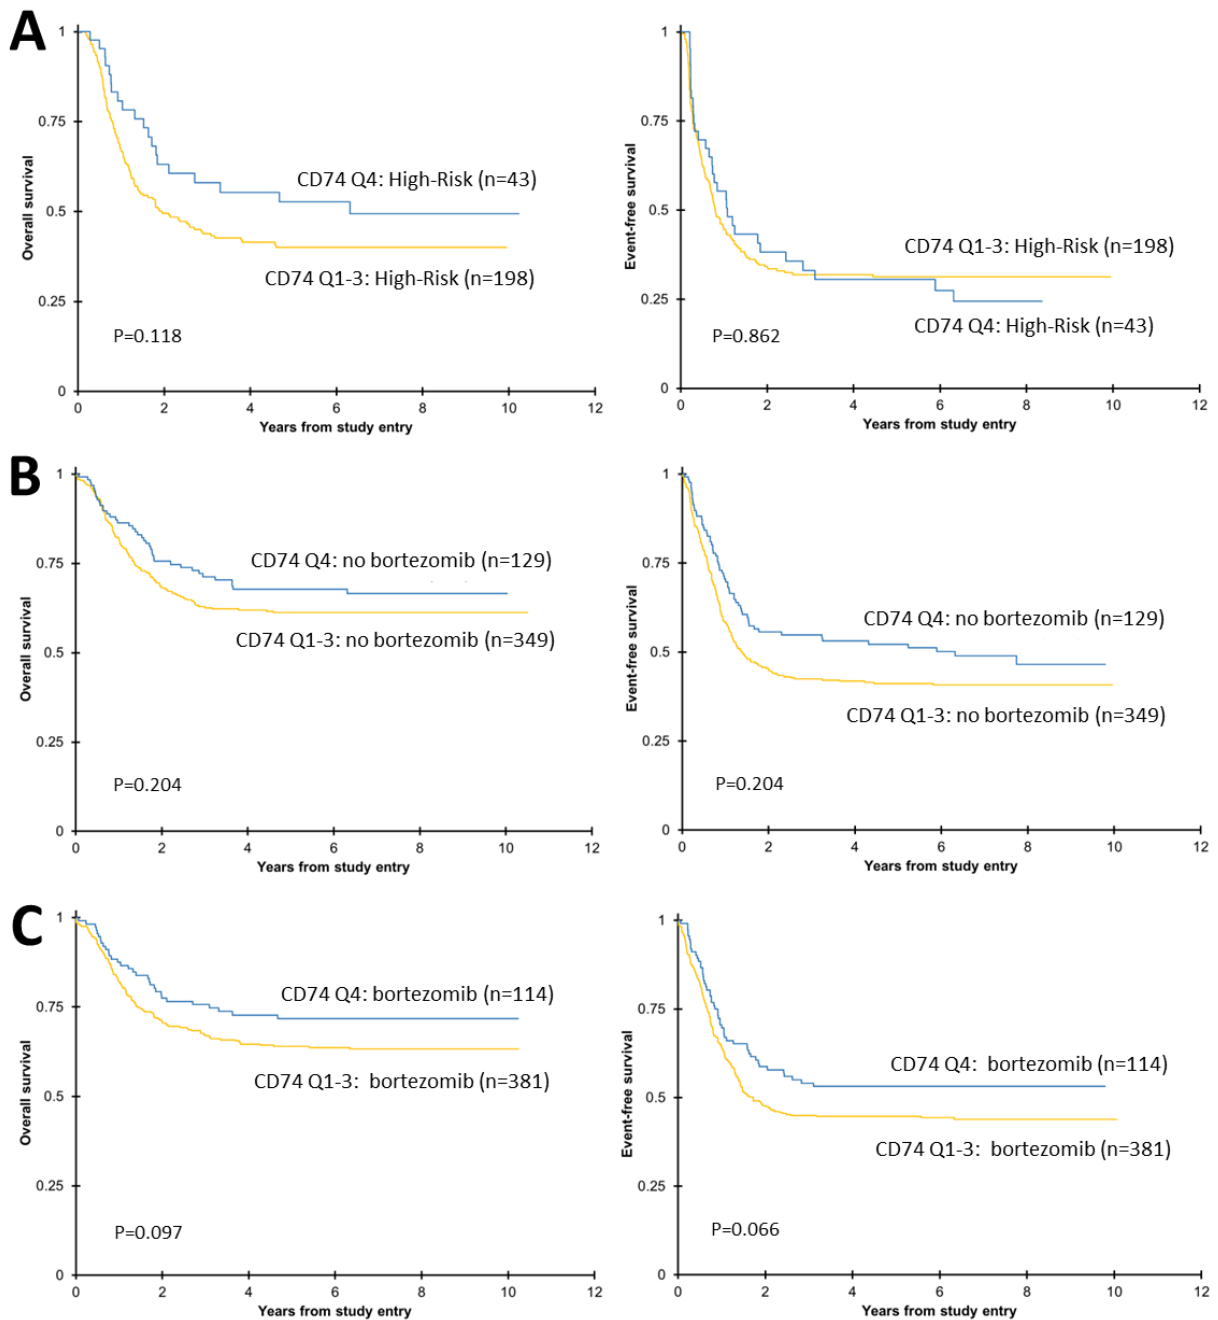 A
1
0.75
0.5
0.25
0
0 2 4 6 8 10 12
Overall survival
Years from study entry
CD74 Q4: High-Risk (n=43)
CD74 Q1-3: High-Risk (n=198)
P=0.118
1
0.75
0.5
0.25
0
0 2 4 6 8 10 12
Event-free survival
Years from study entry
CD74 Q1-3: High-Risk (n=198)
CD74 Q4: High-Risk (n=43)
P=0.862
B
1
0.75
0.5
0.25
0
0 2 4 6 8 10 12
Overall survival
Years from study entry
CD74 Q4: no bortezomib (n=129)
CD74 Q1-3: no bortezomib (n=349)
P=0.204
1
0.75
0.5
0.25
0
0 2 4 6 8 10 12
Event-free survival
Years from study entry
CD74 Q4: no bortezomib (n=129)
CD74 Q1-3: no bortezomib (n=349)
P=0.204
C
1
0.75
0.5
0.25
0
0 2 4 6 8 10 12
Overall survival
Years from study entry
CD74 Q4: bortezomib (n=114)
CD74 Q1-3: bortezomib (n=381)
P=0.097
1
0.75
0.5
0.25
0
0 2 4 6 8 10 12
Event-free survival
Years from study entry
CD74 Q4: bortezomib (n=114)
CD74 Q1-3: bortezomib (n=381)
P=0.066